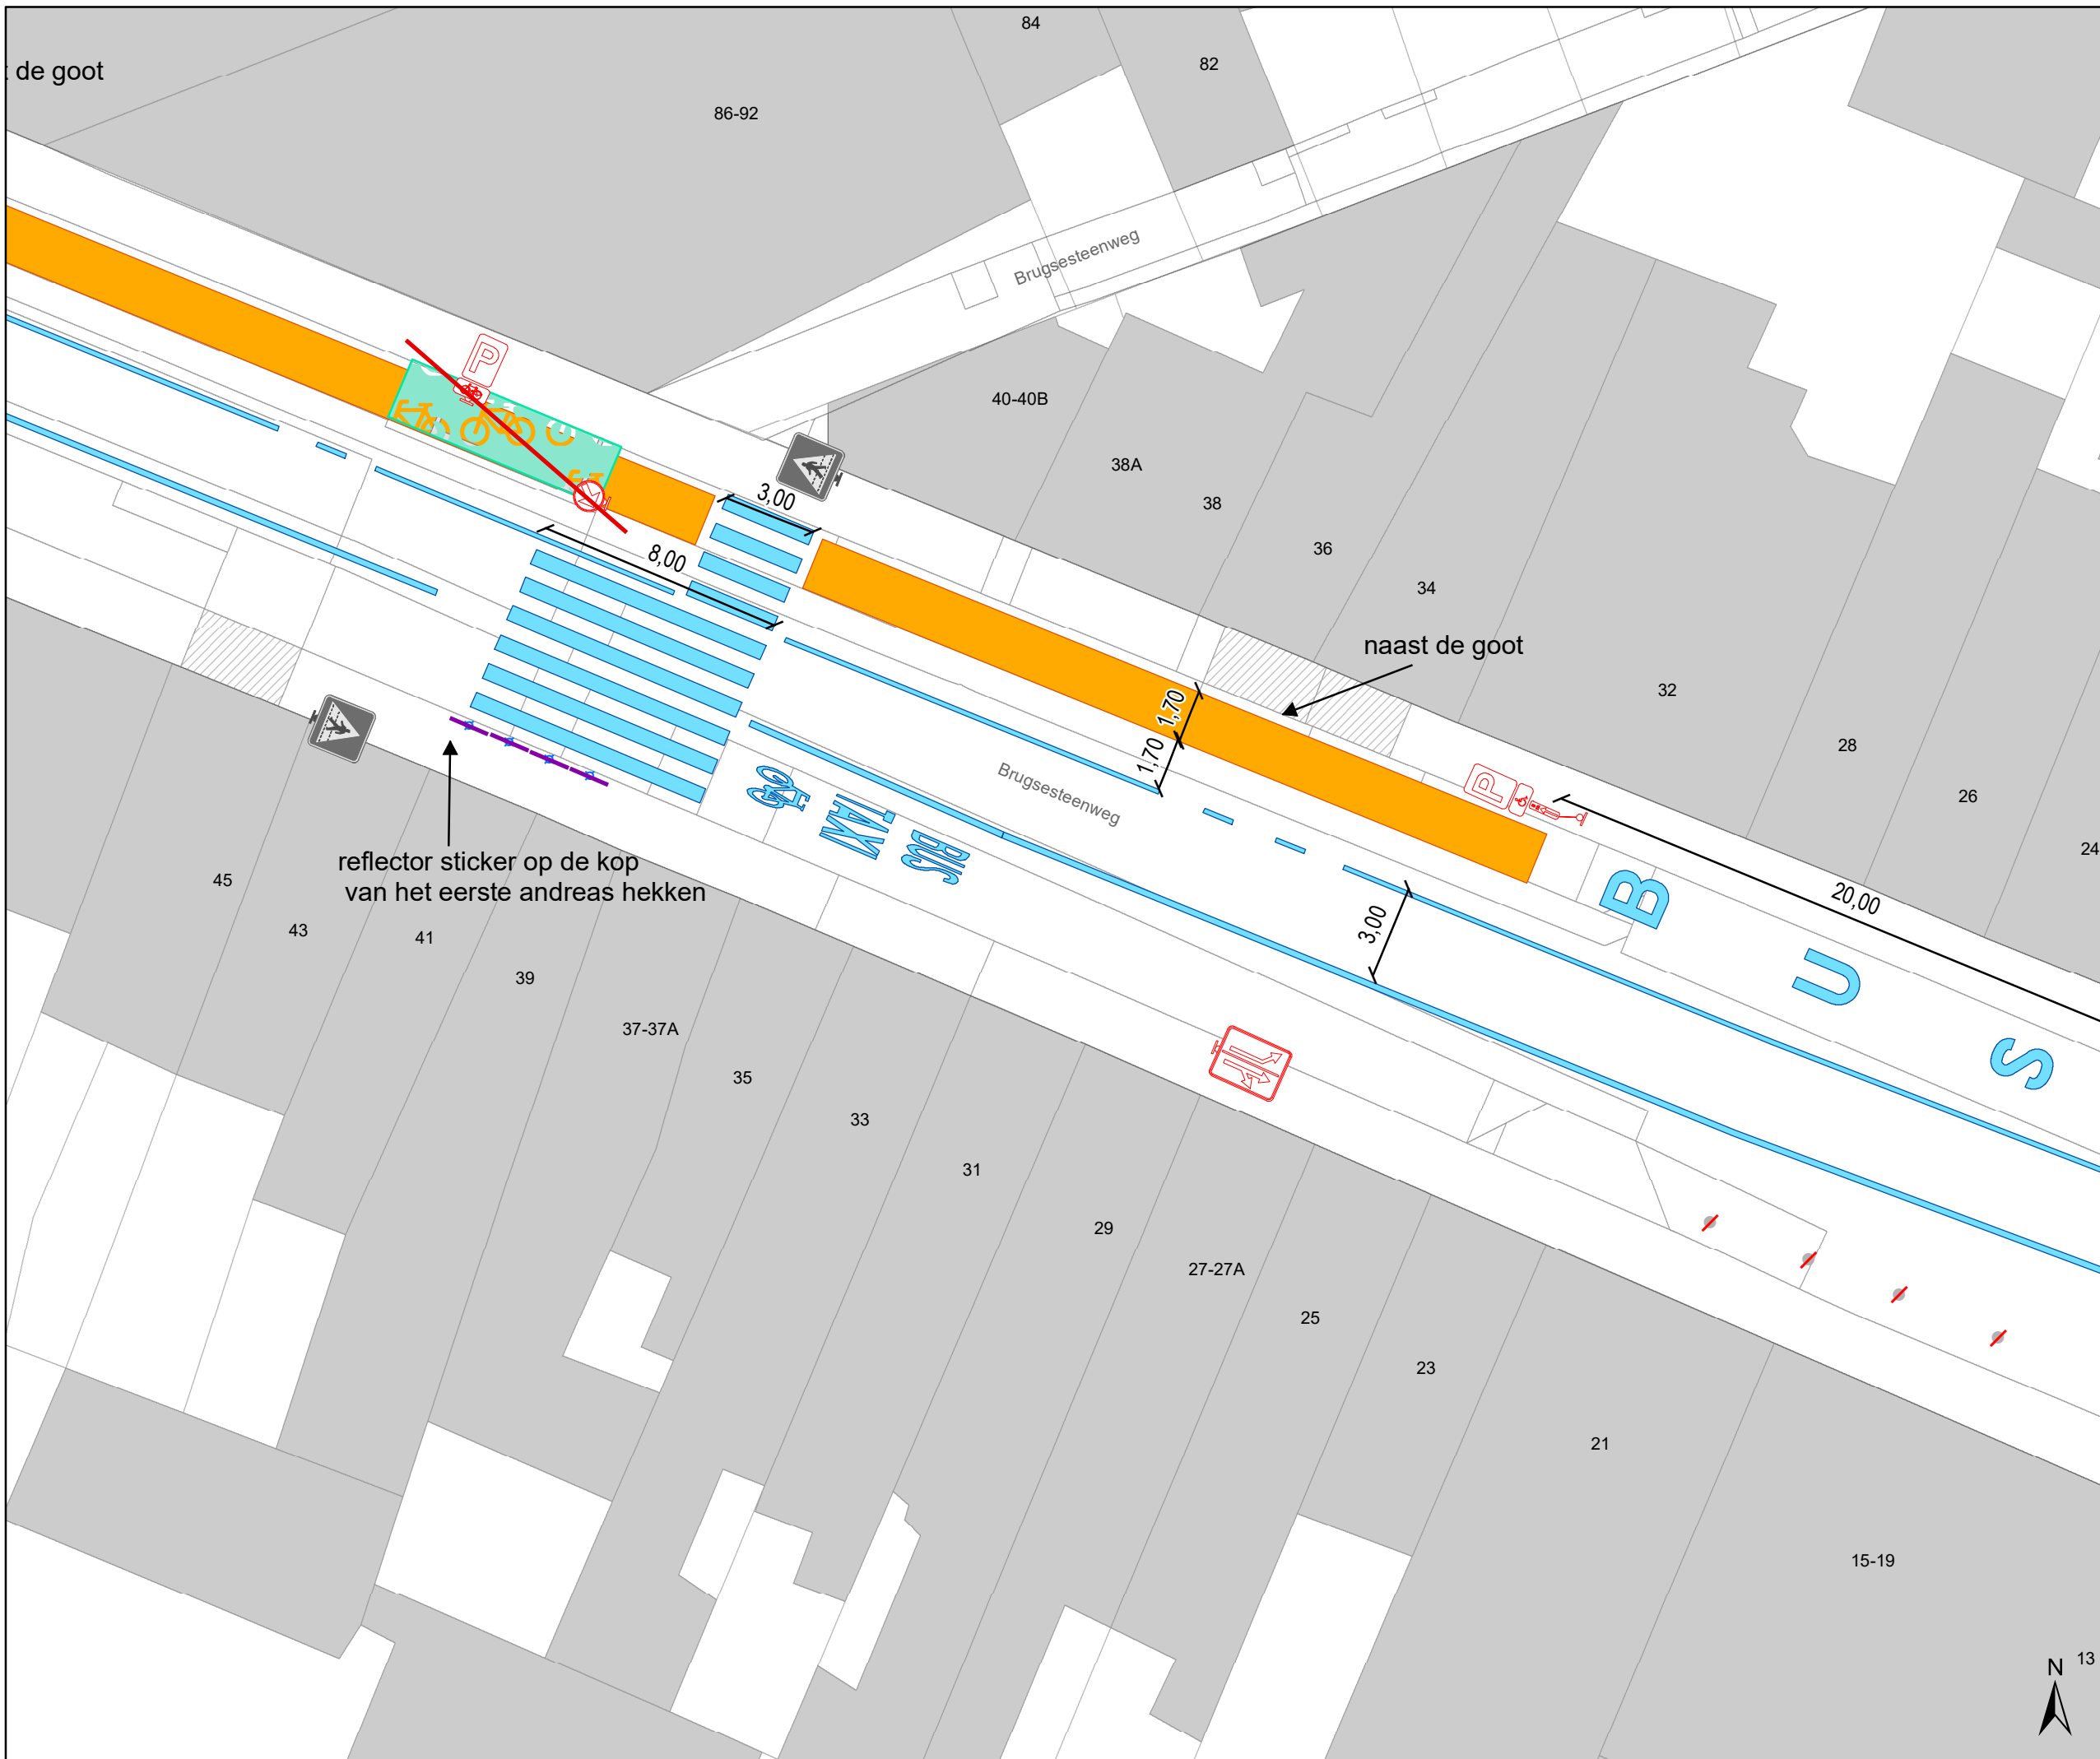 84
82
de goot
86-92
Brugsesteenweg
P
40-40B
38A
38
3,00
8,00
36
34
naast de goot
32
1,70
1,70
28
Brugsesteenweg
P
26
24
20,00
TAXI
BUS
reflector sticker op de kop
van het eerste andreas hekken
45
43
41
39
3,00
B
U
S
37-37A
35
33
31
29
27-27A
25
23
21
15-19
N
13